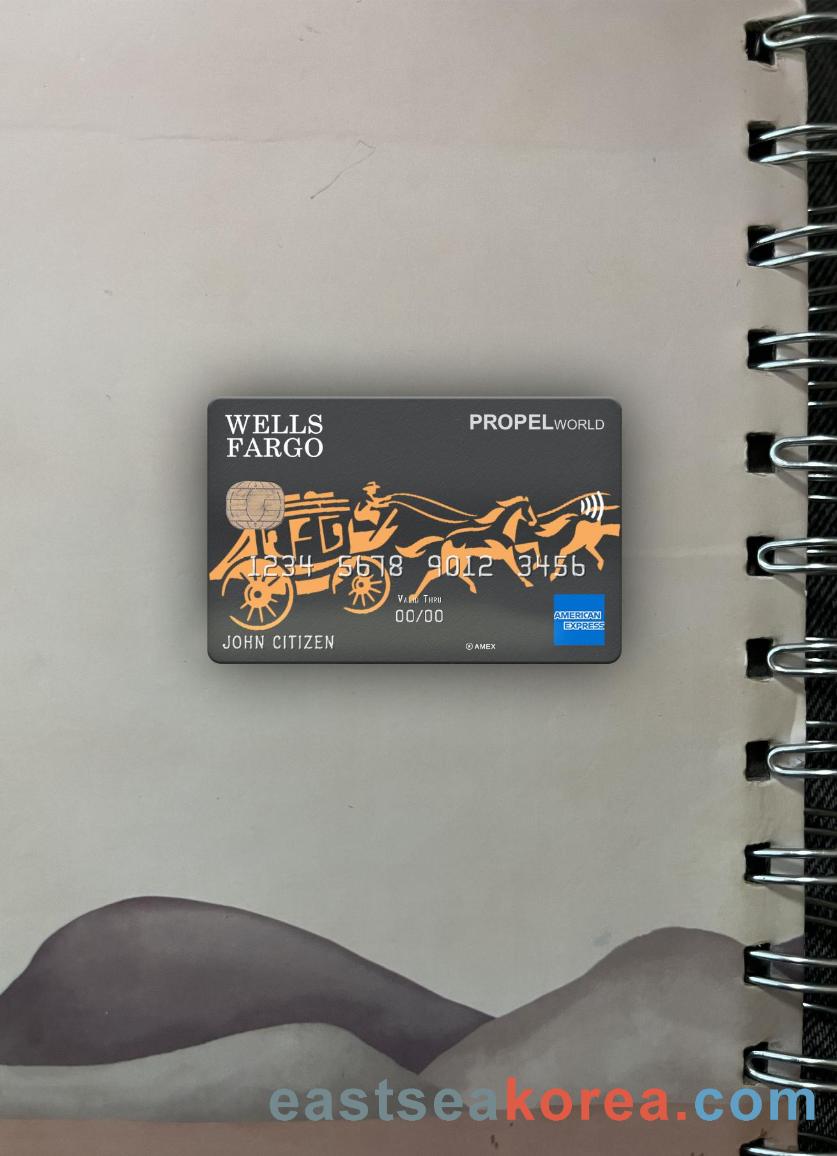 WELLS
FARGO
PROPELWORLD
1234 5678 9012 3456
VALID THRU
00/00
JOHN CITIZEN
AMEX
AMERICAN
EXPRESS
eastseakorea.com